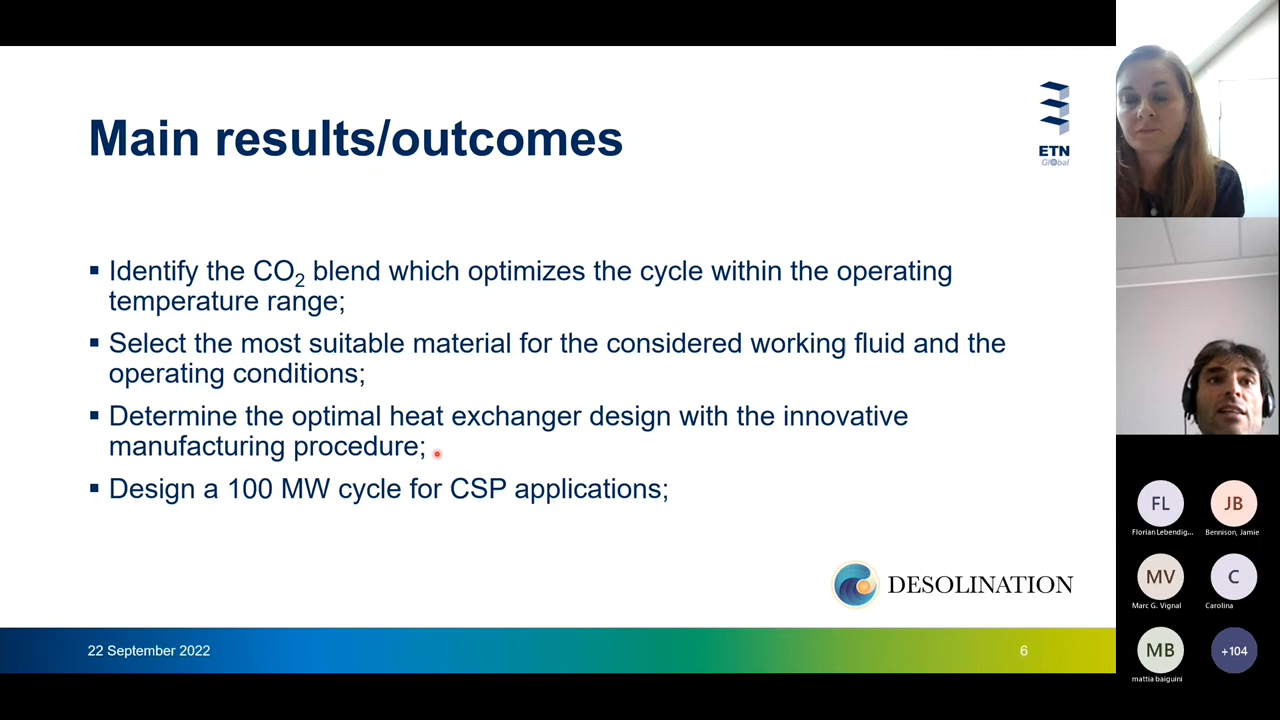 Main results/outcomes
ETN
Global
▪ Identify the CO₂ blend which optimizes the cycle within the operating
temperature range;
▪ Select the most suitable material for the considered working fluid and the
operating conditions;
▪ Determine the optimal heat exchanger design with the innovative
manufacturing procedure;
▪ Design a 100 MW cycle for CSP applications;
DESOLINATION
22 September 2022
6
FL
Florian Lebendig...
JB
Bennison, Jamie
MV
Marc G. Vignal
C
Carolina
MB
mattia baiguini
+104